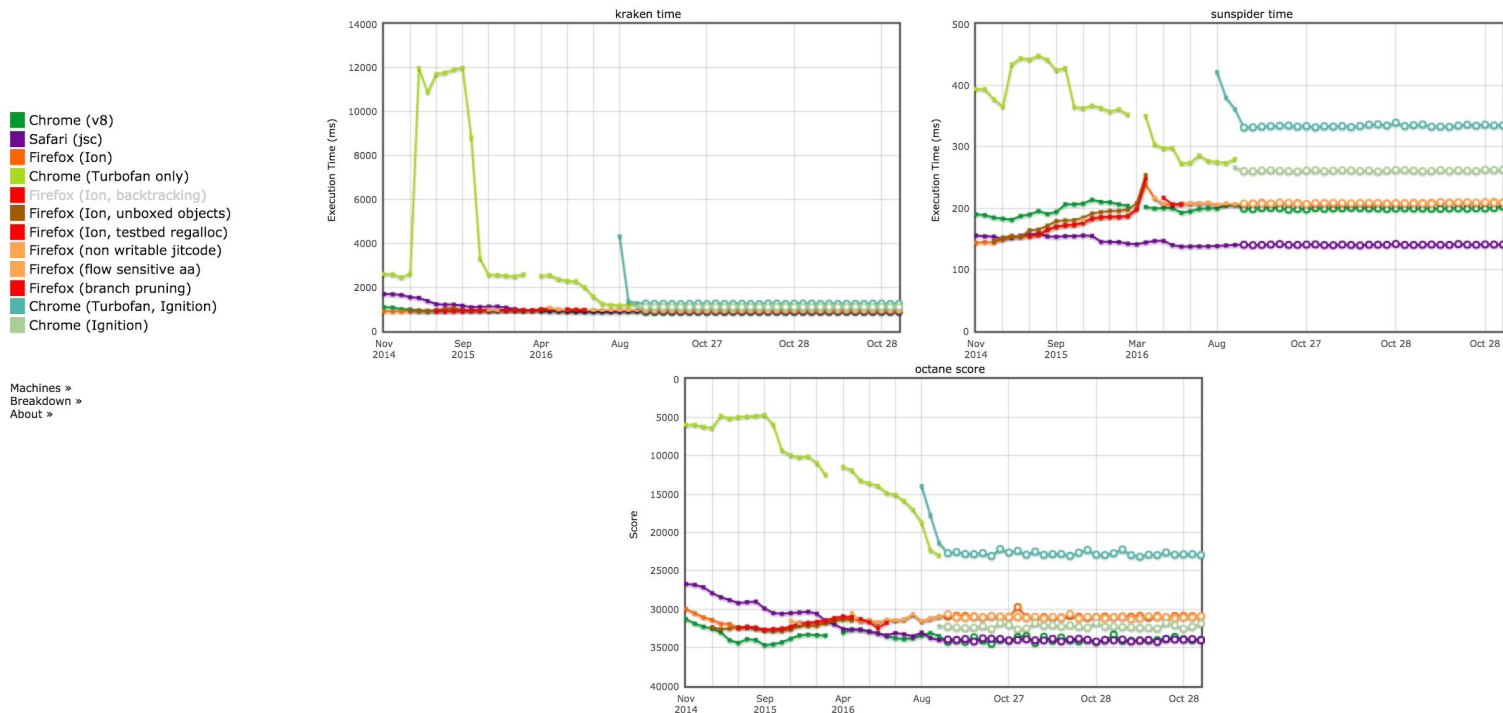 Chrome (v8)
Safari (jsc)
Firefox (Ion)
Chrome (Turbofan only)
Firefox (Ion, backtracking)
Firefox (Ion, unboxed objects)
Firefox (Ion, testbed regalloc)
Firefox (non writable jitcode)
Firefox (flow sensitive aa)
Firefox (branch pruning)
Chrome (Turbofan, Ignition)
Chrome (Ignition)
Machines »
Breakdown »
About »
kraken time
Execution Time (ms)
14000
12000
10000
8000
6000
4000
2000
0
Nov 2014
Sep 2015
Apr 2016
Aug
Oct 27
Oct 28
Oct 28
sunspider time
Execution Time (ms)
500
400
300
200
100
0
Nov 2014
Sep 2015
Mar 2016
Aug
Oct 27
Oct 28
Oct 28
octane score
Score
0
5000
10000
15000
20000
25000
30000
35000
40000
Nov 2014
Sep 2015
Apr 2016
Aug
Oct 27
Oct 28
Oct 28